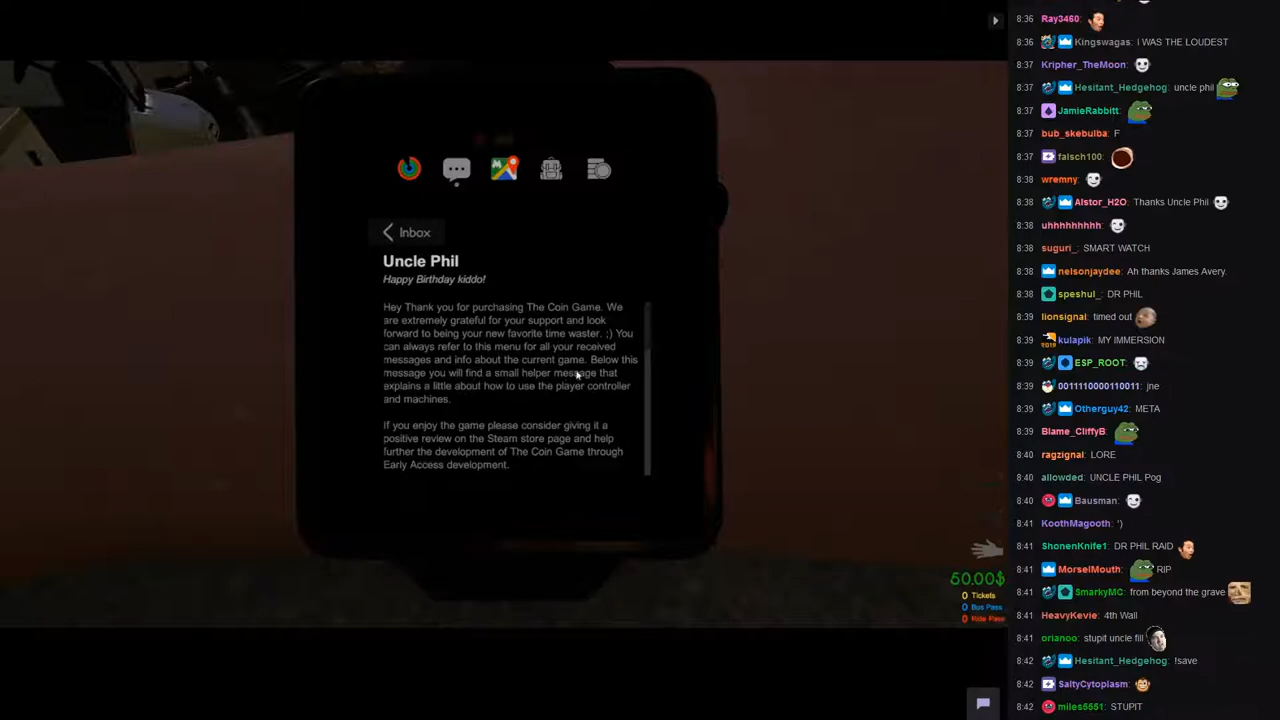 Inbox
Uncle Phil
Happy Birthday kiddo!
Hey Thank you for purchasing The Coin Game. We
are extremely grateful for your support and look
forward to being your new favorite time waster. ;) You
can always refer to this menu for all your received
messages and info about the current game. Below this
message you will find a small helper message that
explains a little about how to use the player controller
and machines.
If you enjoy the game please consider giving it a
positive review on the Steam store page and help
further the development of The Coin Game through
Early Access development.
50.00$
0 Tickets
0 Bus Pass
0 Ride Pass
8:36 Ray3460:
8:36 Kingswagas: I WAS THE LOUDEST
8:37 Kripher_TheMoon:
8:37 Hesitant_Hedgehog: uncle phil
8:37 JamieRabbitt:
8:37 bub_skebulba: F
8:37 falsch100:
8:38 wremny:
8:38 Alstor_H2O: Thanks Uncle Phil
8:38 uhhhhhhhhh:
8:38 suguri_: SMART WATCH
8:38 nelsonjaydee: Ah thanks James Avery.
8:38 speshul_: DR PHIL
8:39 lionsignal: timed out
8:39 kulapik: MY IMMERSION
8:39 ESP_ROOT:
8:39 0011110000110011: jne
8:39 Otherguy42: META
8:39 Blame_CliffyB:
8:40 ragzignal: LORE
8:40 allowded: UNCLE PHIL Pog
8:40 Bausman:
8:41 KoothMagooth: ')
8:41 ShonenKnife1: DR PHIL RAID
8:41 MorselMouth: RIP
8:41 SmarkyMC: from beyond the grave
8:41 HeavyKevie: 4th Wall
8:41 orianoo: stupit uncle fill
8:42 Hesitant_Hedgehog: !save
8:42 SaltyCytoplasm:
8:42 miles5551: STUPIT